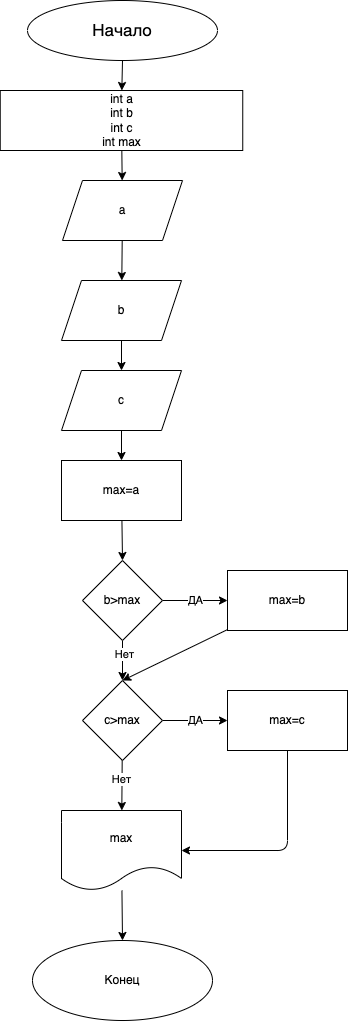 Начало
int a
int b
int c
int max
a
b
c
max=a
b>max
ДА
max=b
Нет
c>max
ДА
max=c
Нет
max
Конец